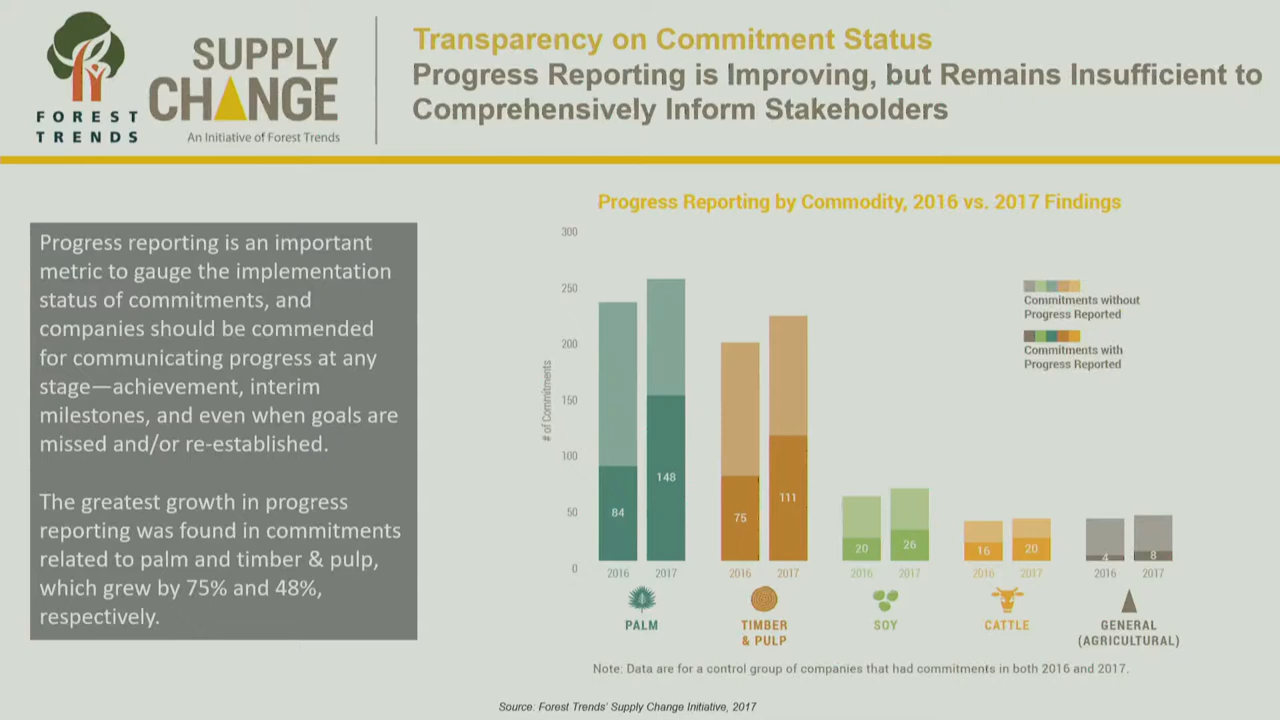 FOREST
TRENDS
SUPPLY
CHANGE
An Initiative of Forest Trends
Transparency on Commitment Status
Progress Reporting is Improving, but Remains Insufficient to
Comprehensively Inform Stakeholders
Progress reporting is an important
metric to gauge the implementation
status of commitments, and
companies should be commended
for communicating progress at any
stage—achievement, interim
milestones, and even when goals are
missed and/or re-established.
The greatest growth in progress
reporting was found in commitments
related to palm and timber & pulp,
which grew by 75% and 48%,
respectively.
Progress Reporting by Commodity, 2016 vs. 2017 Findings
# of Commitments
300
250
200
150
100
50
0
Commitments without
Progress Reported
Commitments with
Progress Reported
84 148 75 111 20 26 16 20 4 8
2016 2017 2016 2017 2016 2017 2016 2017 2016 2017
PALM
TIMBER
& PULP
SOY
CATTLE
GENERAL
(AGRICULTURAL)
Note: Data are for a control group of companies that had commitments in both 2016 and 2017.
Source: Forest Trends' Supply Change Initiative, 2017